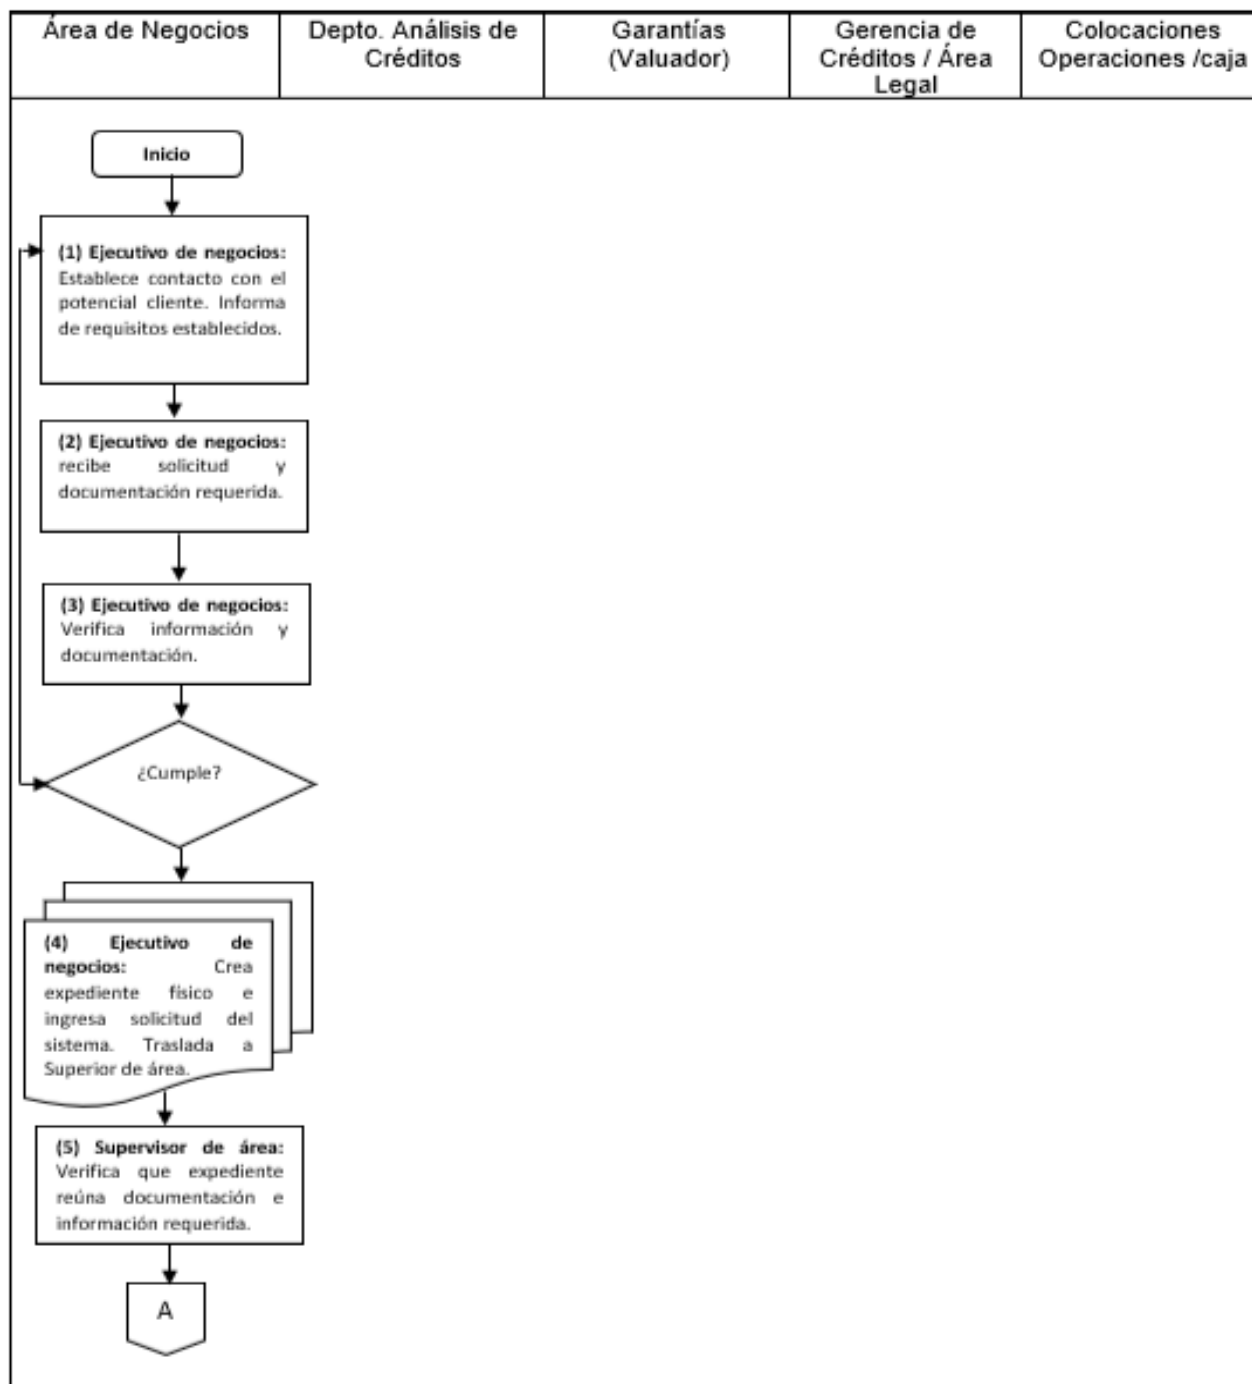 Área de Negocios
Depto. Análisis de
Créditos
Garantías
(Valuador)
Gerencia de
Créditos / Área
Legal
Colocaciones
Operaciones /caja
Inicio
(1) Ejecutivo de negocios:
Establece contacto con el
potencial cliente. Informa
de requisitos establecidos.
(2) Ejecutivo de negocios:
recibe solicitud y
documentación requerida.
(3) Ejecutivo de negocios:
Verifica información y
documentación.
¿Cumple?
(4) Ejecutivo de
negocios: Crea
expediente físico e
ingresa solicitud del
sistema. Traslada a
Superior de área.
(5) Supervisor de área:
Verifica que expediente
reúna documentación e
información requerida.
A